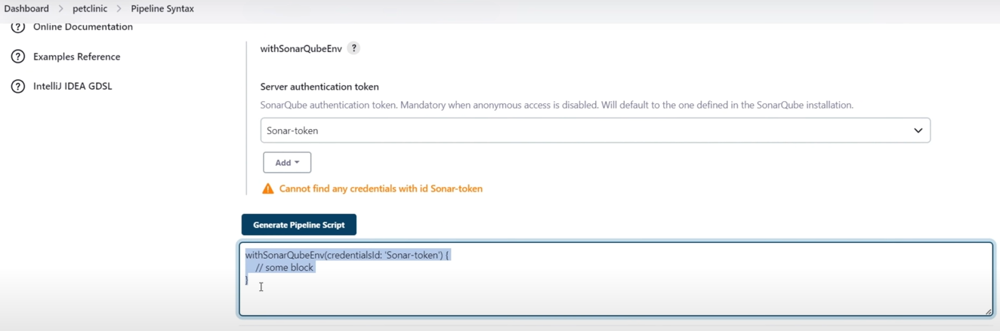 Dashboard > petclinic > Pipeline Syntax
Online Documentation
Examples Reference
IntelliJ IDEA GDSL
withSonarQubeEnv ?
Server authentication token
SonarQube authentication token. Mandatory when anonymous access is disabled. Will default to the one defined in the SonarQube installation.
Sonar-token
Add
Cannot find any credentials with id Sonar-token
Generate Pipeline Script
withSonarQubeEnv(credentialsId: 'Sonar-token') {
// some block
}